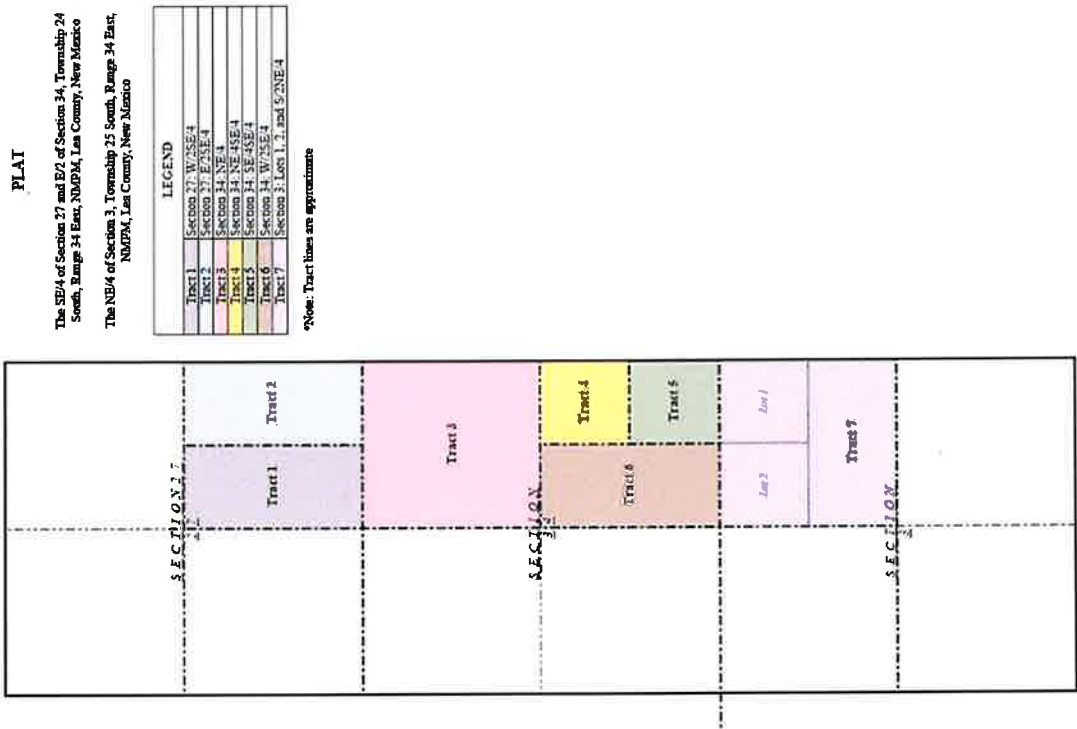 PLAT
The SE/4 of Section 27 and E/2 of Section 34, Township 24
South, Range 34 East, NMPM, Lea County, New Mexico
The NE/4 of Section 3, Township 25 South, Range 34 East,
NMPM, Lea County, New Mexico
LEGEND
Tract 1 Section 27: W/2SE/4
Tract 2 Section 27: E/2SE/4
Tract 3 Section 34: NE/4
Tract 4 Section 34: NE/4SE/4
Tract 5 Section 34: SE/4SE/4
Tract 6 Section 34: W/2SE/4
Tract 7 Section 3: Lots 1, 2, and S/2NE/4
*Note: Tract lines are approximate
SECTION 27
Tract 1
Tract 2
Tract 3
SECTION
34
Tract 4
Tract 5
Tract 6
Lot 2
Lot 1
Tract 7
SECTION
3